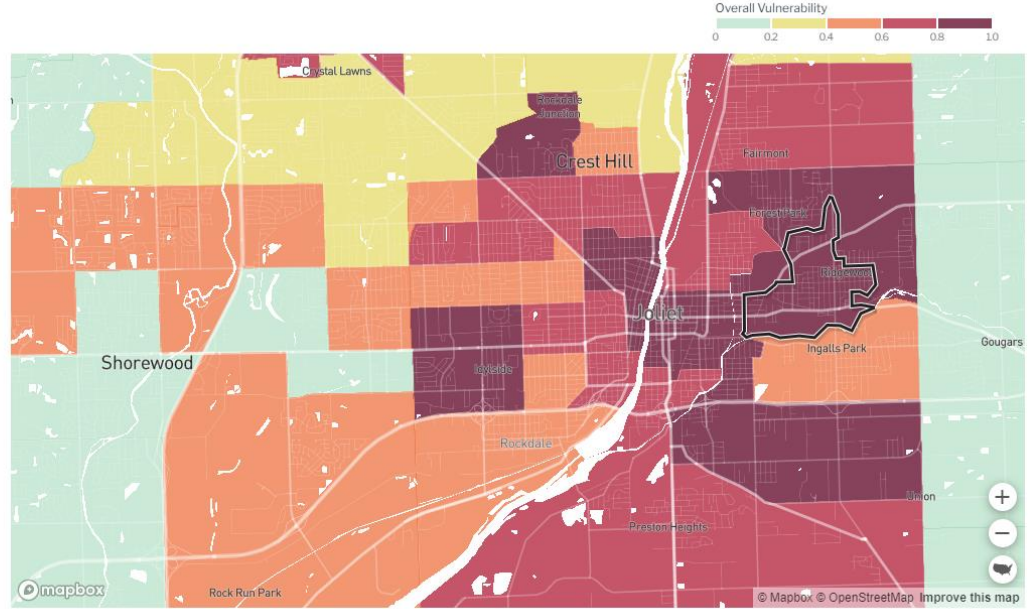 Overall Vulnerability
0 0.2 0.4 0.6 0.8 1.0
Crystal Lawns
Rockdale
Junction
Crest Hill
Fairmont
Forest Park
Ridgewood
Joliet
Gougars
Ingalls Park
Shorewood
Idylside
Rockdale
Union
Preston Heights
Rock Run Park
mapbox
© Mapbox © OpenStreetMap Improve this map